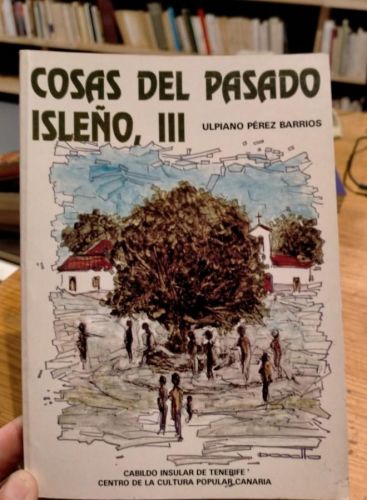 COSAS DEL PASADO
ISLEÑO, III ULPIANO PÉREZ BARRIOS
CABILDO INSULAR DE TENERIFE
CENTRO DE LA CULTURA POPULAR CANARIA